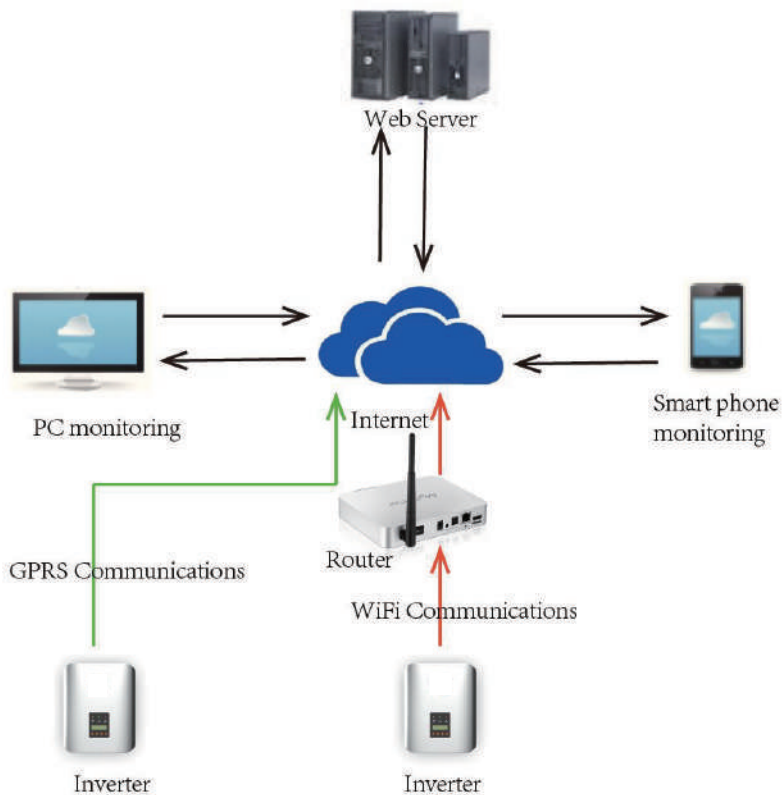 Web Server
Internet
PC monitoring
Smart phone
monitoring
Router
GPRS Communications
WiFi Communications
Inverter
Inverter